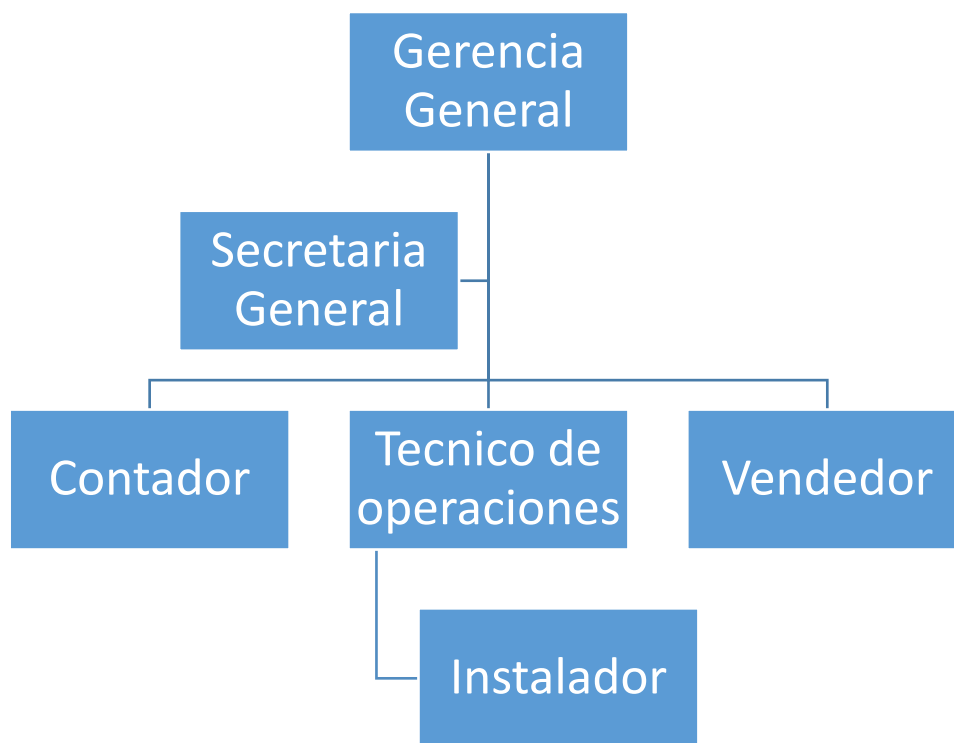 Gerencia
General
Secretaria
General
Contador
Tecnico de
operaciones
Vendedor
Instalador